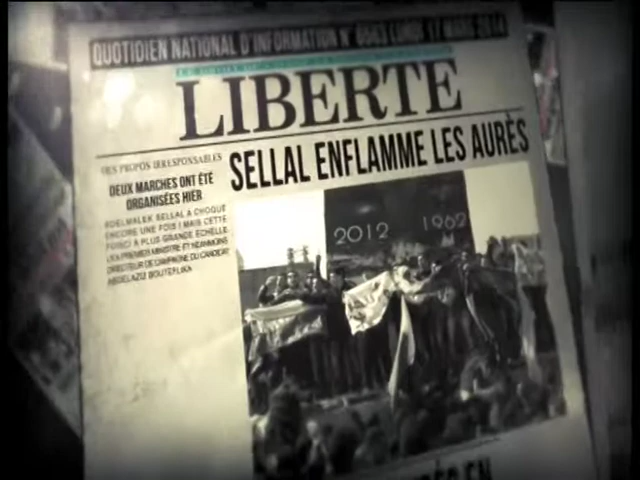 QUOTIDIEN NATIONAL D'INFORMATION N° 6563 LUNDI 17 MARS 2014
LIBERTE
DES PROPOS IRRESPONSABLES
SELLAL ENFLAMME LES AURÈS
DEUX MARCHES ONT ÉTÉ
ORGANISÉES HIER
ABDELMALEK SELLAL A CHOQUÉ
ENCORE UNE FOIS ! MAIS CETTE
FOIS À PLUS GRANDE ÉCHELLE
EX PREMIER MINISTRE ET NÉANMOINS
DIRECTEUR DE CAMPAGNE DU CANDIDAT
ABDELAZIZ BOUTEFLIKA
2012 1962
EN